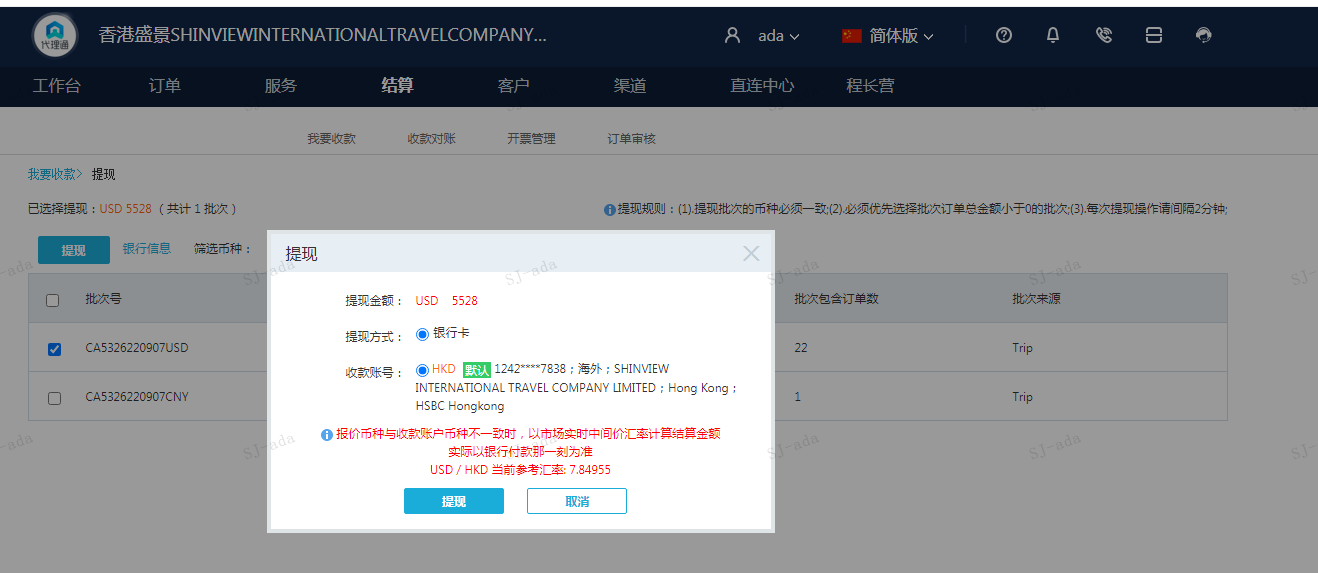 代理通
香港盛景SHINVIEWINTERNATIONALTRAVELCOMPANY...
ada
简体版
工作台 订单 服务 结算 客户 渠道 直连中心 程长营
我要收款 收款对账 开票管理 订单审核
我要收款> 提现
已选择提现：USD 5528 （共计 1 批次）
提现规则：(1).提现批次的币种必须一致;(2).必须优先选择批次订单总金额小于0的批次;(3).每次提现操作请间隔2分钟;
提现 银行信息 筛选币种：
批次号 批次包含订单数 批次来源
CA5326220907USD 22 Trip
CA5326220907CNY 1 Trip
提现
提现金额： USD 5528
提现方式： 银行卡
收款账号： HKD 默认 1242****7838；海外；SHINVIEW
INTERNATIONAL TRAVEL COMPANY LIMITED；Hong Kong；
HSBC Hongkong
报价币种与收款账户币种不一致时，以市场实时中间价汇率计算结算金额
实际以银行付款那一刻为准
USD / HKD 当前参考汇率: 7.84955
提现 取消
SJ-ada
SJ-ada
SJ-ada
SJ-ada
SJ-ada
SJ-ada